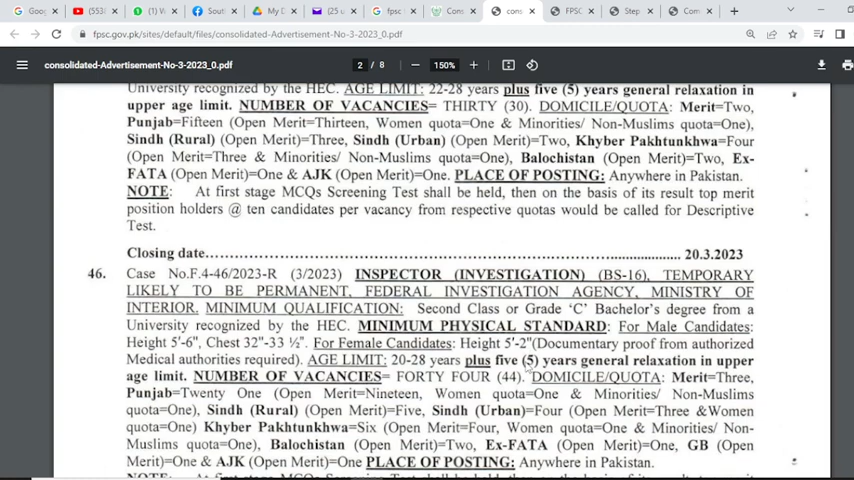 Goog
(553
(1) V
South
My D
(25 u
fpsc
Cons
cons
FPSC
Step
Com
fpsc.gov.pk/sites/default/files/consolidated-Advertisement-No-3-2023_0.pdf
consolidated-Advertisement-No-3-2023_0.pdf
2 / 8
150%
University recognized by the HEC. AGE LIMIT: 22-28 years plus five (5) years general relaxation in
upper age limit. NUMBER OF VACANCIES= THIRTY (30). DOMICILE/QUOTA: Merit=Two,
Punjab=Fifteen (Open Merit=Thirteen, Women quota=One & Minorities/ Non-Muslims quota=One),
Sindh (Rural) (Open Merit)=Three, Sindh (Urban) (Open Merit)=Two, Khyber Pakhtunkhwa=Four
(Open Merit=Three & Minorities/ Non-Muslims quota=One), Balochistan (Open Merit)=Two, Ex-
FATA (Open Merit)=One & AJK (Open Merit)=One. PLACE OF POSTING: Anywhere in Pakistan.
NOTE: At first stage MCQs Screening Test shall be held, then on the basis of its result top merit
position holders @ ten candidates per vacancy from respective quotas would be called for Descriptive
Test.
Closing date........................................................................................ 20.3.2023
46. Case No.F.4-46/2023-R (3/2023) INSPECTOR (INVESTIGATION) (BS-16), TEMPORARY
LIKELY TO BE PERMANENT, FEDERAL INVESTIGATION AGENCY, MINISTRY OF
INTERIOR. MINIMUM QUALIFICATION: Second Class or Grade ‘C’ Bachelor's degree from a
University recognized by the HEC. MINIMUM PHYSICAL STANDARD: For Male Candidates:
Height 5'-6", Chest 32"-33 ½". For Female Candidates: Height 5'-2"(Documentary proof from authorized
Medical authorities required). AGE LIMIT: 20-28 years plus five (5) years general relaxation in upper
age limit. NUMBER OF VACANCIES= FORTY FOUR (44). DOMICILE/QUOTA: Merit=Three,
Punjab=Twenty One (Open Merit=Nineteen, Women quota=One & Minorities/ Non-Muslims
quota=One), Sindh (Rural) (Open Merit)=Five, Sindh (Urban)=Four (Open Merit=Three &Women
quota=One) Khyber Pakhtunkhwa=Six (Open Merit=Four, Women quota=One & Minorities/ Non-
Muslims quota=One), Balochistan (Open Merit)=Two, Ex-FATA (Open Merit)=One, GB (Open
Merit)=One & AJK (Open Merit)=One PLACE OF POSTING: Anywhere in Pakistan.